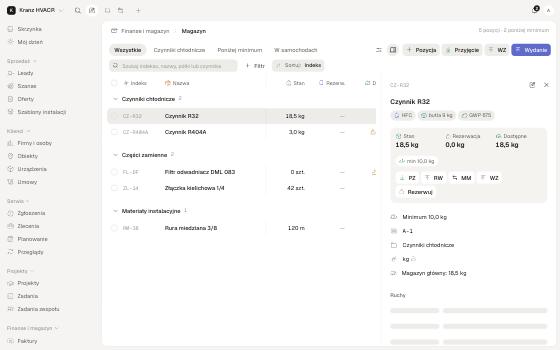 Kranz HVACR
2
A
Skrzynka
Mój dzień
Sprzedaż
Leady
Szanse
Oferty
Szablony instalacji
Klienci
Firmy i osoby
Obiekty
Urządzenia
Umowy
Serwis
Zgłoszenia
Zlecenia
Planowanie
Przeglądy
Projekty
Projekty
Zadania
Zadania zespołu
Finanse i magazyn
Faktury
Finanse i magazyn
Magazyn
6 pozycji · 2 poniżej minimum
Wszystkie
Czynniki chłodnicze
Poniżej minimum
W samochodach
+ Pozycja
Przyjęcie
WZ
Wydanie
Szukaj indeksu, nazwy, półki lub czynnika
+ Filtr
Sortuj: Indeks
Indeks
Nazwa
Stan
Rezerw.
D
Czynniki chłodnicze 2
CZ-R32
Czynnik R32
18,5 kg
—
CZ-R404A
Czynnik R404A
3,0 kg
—
Części zamienne 2
FL-DF
Filtr odwadniacz DML 083
0 szt.
—
ZL-14
Złączka kielichowa 1/4
42 szt.
—
Materiały instalacyjne 1
Rura miedziana 3/8
120 m
—
CZ-R32
Czynnik R32
HFC
butla 9 kg
GWP 675
Stan
18,5 kg
Rezerwacja
0,0 kg
Dostępne
18,5 kg
min 10,0 kg
PZ
RW
MM
WZ
Rezerwuj
Minimum 10,0 kg
A-1
Czynniki chłodnicze
kg
Magazyn główny: 18,5 kg
Ruchy